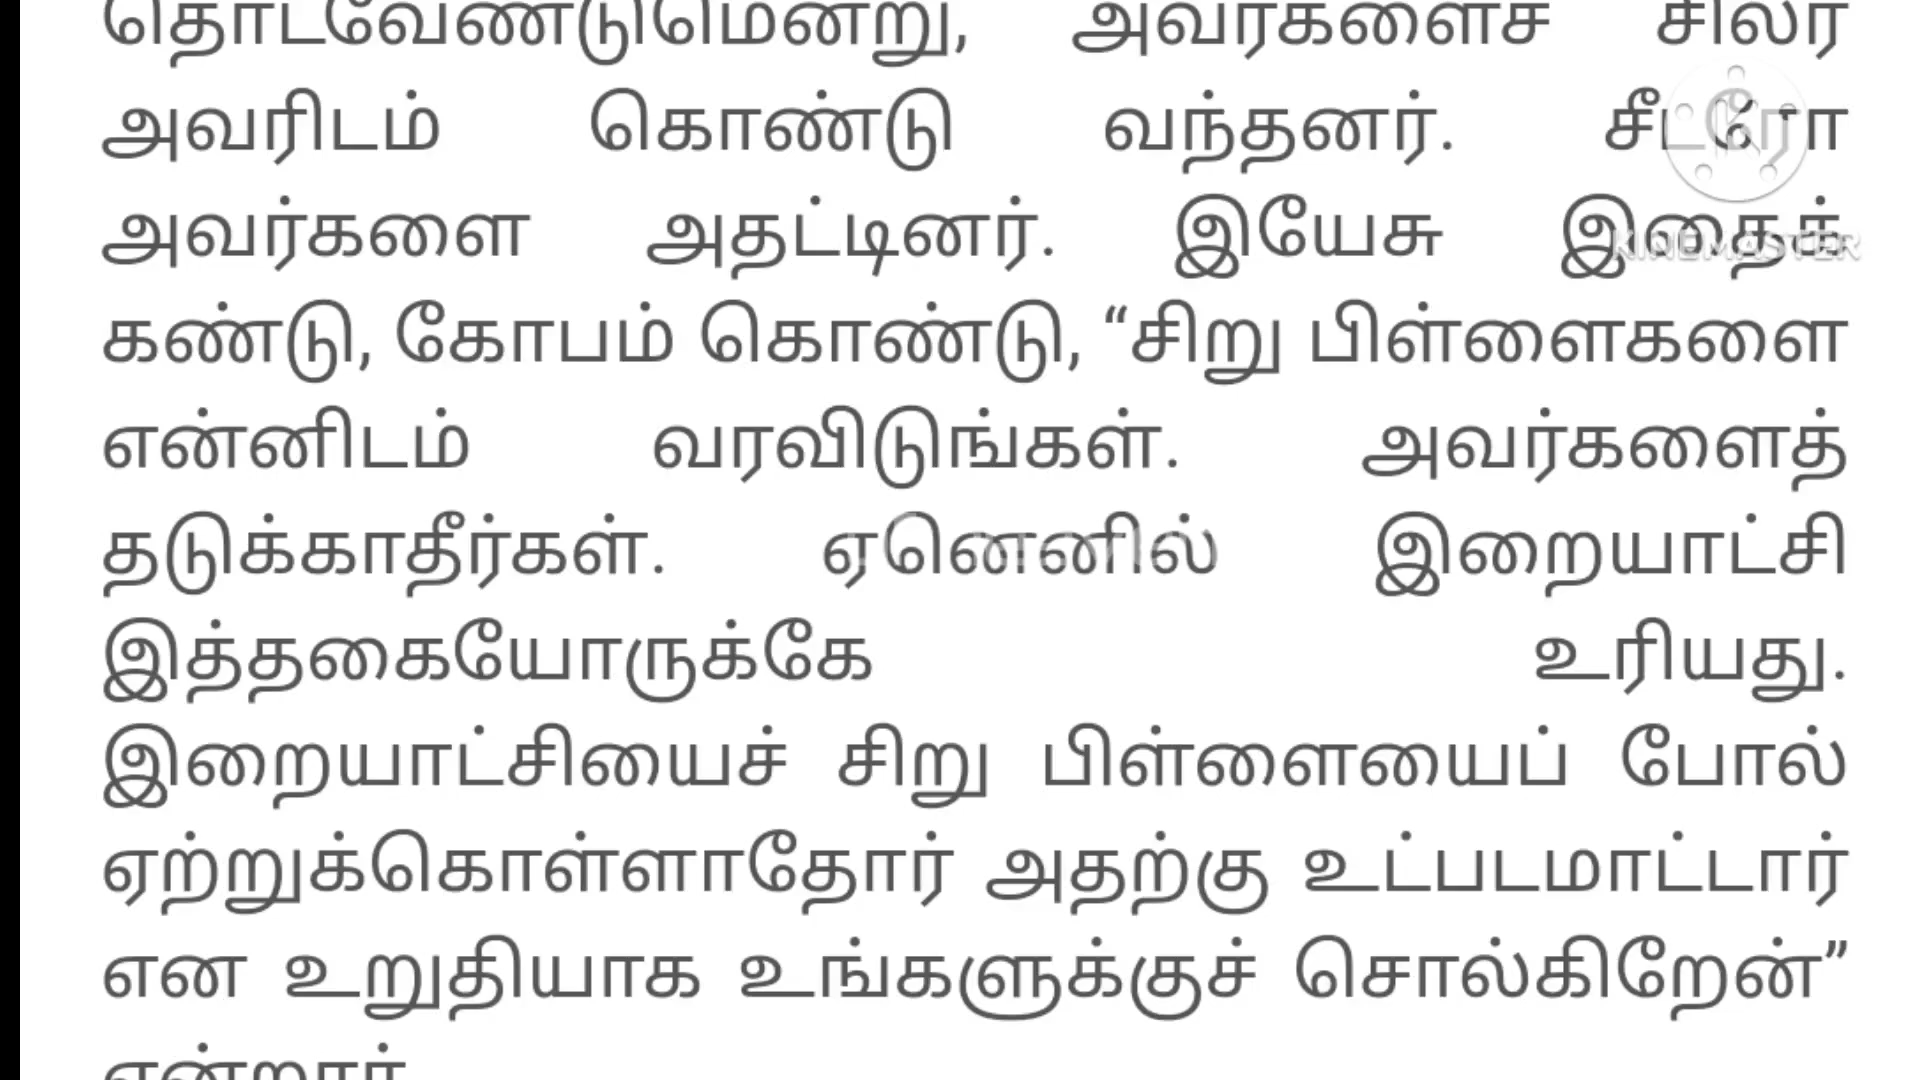 தொடவேண்டுமென்று, அவர்களைச் சிலர்
அவரிடம் கொண்டு வந்தனர். சீடரோ
அவர்களை அதட்டினர். இயேசு இதைக்
KINEMASTER
கண்டு, கோபம் கொண்டு, “சிறு பிள்ளைகளை
என்னிடம் வரவிடுங்கள். அவர்களைத்
தடுக்காதீர்கள். ஏனெனில் இறையாட்சி
இத்தகையோருக்கே உரியது.
இறையாட்சியைச் சிறு பிள்ளையைப் போல்
ஏற்றுக்கொள்ளாதோர் அதற்கு உட்படமாட்டார்
என உறுதியாக உங்களுக்குச் சொல்கிறேன்”
என்றார்